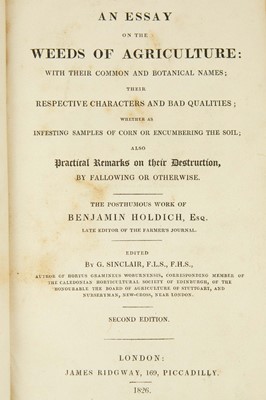 AN ESSAY
ON THE
WEEDS OF AGRICULTURE:
WITH THEIR COMMON AND BOTANICAL NAMES;
THEIR
RESPECTIVE CHARACTERS AND BAD QUALITIES;
WHETHER AS
INFESTING SAMPLES OF CORN OR ENCUMBERING THE SOIL;
ALSO
Practical Remarks on their Destruction,
BY FALLOWING OR OTHERWISE.
THE POSTHUMOUS WORK OF
BENJAMIN HOLDICH, Esq.
LATE EDITOR OF THE FARMER'S JOURNAL.
EDITED
By G. SINCLAIR, F.L.S., F.H.S.,
AUTHOR OF HORTUS GRAMINEUS WOBURNENSIS, CORRESPONDING MEMBER OF
THE CALEDONIAN HORTICULTURAL SOCIETY OF EDINBURGH, OF
THE HONOURABLE THE BOARD OF AGRICULTURE OF STUTTGART, AND
NURSERYMAN, NEW-CROSS, NEAR LONDON.
SECOND EDITION.
LONDON:
JAMES RIDGWAY, 169, PICCADILLY.
1826.